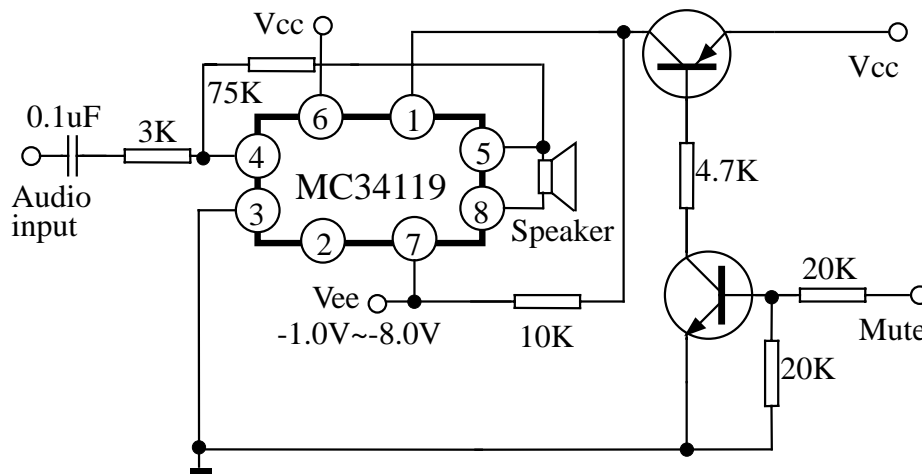 Vcc
Vcc
75K
0.1uF
3K
6
1
4
5
4.7K
MC34119
Audio
input
3
8
Speaker
2
7
20K
Vee
-1.0V~-8.0V
10K
Mute
20K